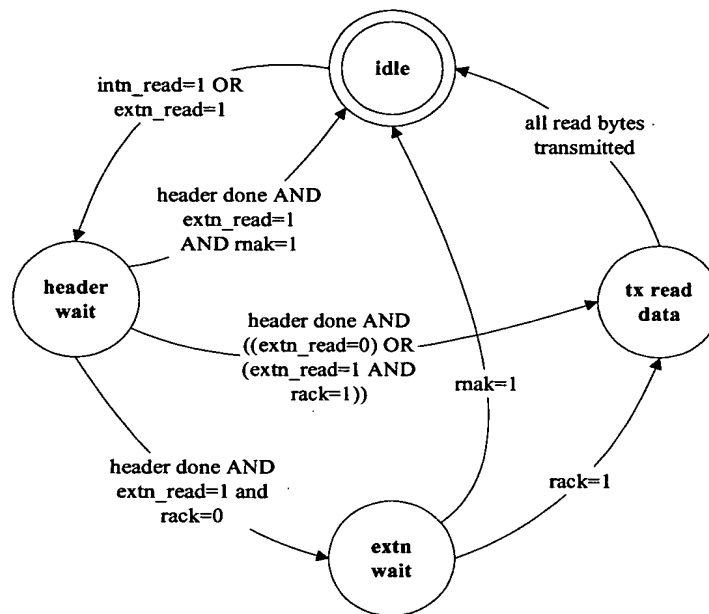 idle
intn_read=1 OR
extn_read=1
all read bytes
transmitted
header done AND
extn_read=1
AND rnak=1
header
wait
tx read
data
header done AND
((extn_read=0) OR
(extn_read=1 AND
rack=1))
rnak=1
header done AND
extn_read=1 and
rack=0
rack=1
extn
wait